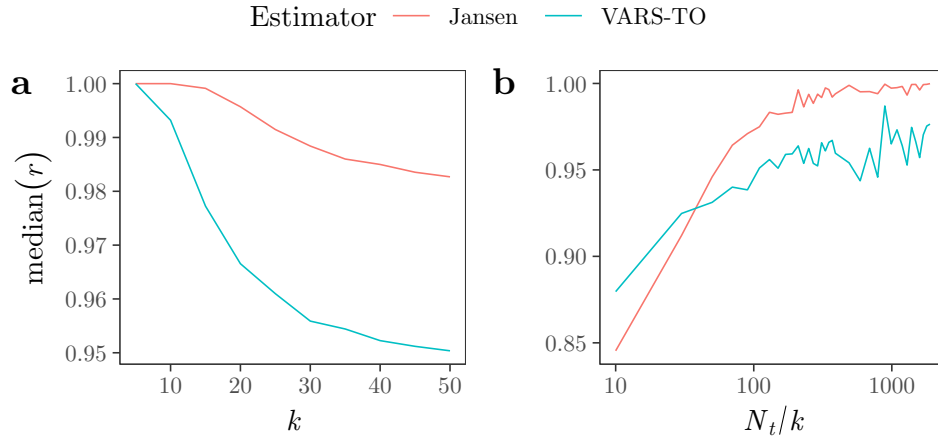 Estimator Jansen VARS-TO
a
median(r)
1.00
0.99
0.98
0.97
0.96
0.95
10 20 30 40 50
k
b
1.00
0.95
0.90
0.85
10 100 1000
N_t/k